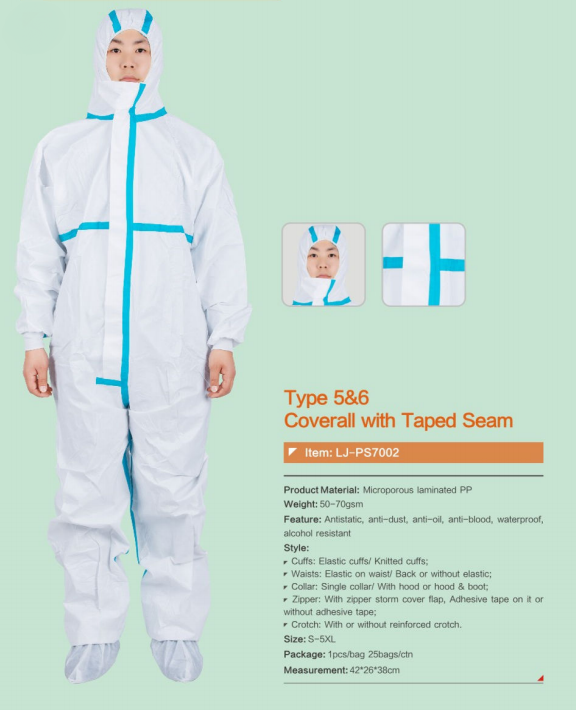 Type 5&6
Coverall with Taped Seam
Item: LJ-PS7002
Product Material: Microporous laminated PP
Weight: 50-70gsm
Feature: Antistatic, anti-dust, anti-oil, anti-blood, waterproof,
alcohol resistant
Style:
Cuffs: Elastic cuffs/ Knitted cuffs;
Waists: Elastic on waist/ Back or without elastic;
Collar: Single collar/ With hood or hood & boot;
Zipper: With zipper storm cover flap, Adhesive tape on it or
without adhesive tape;
Crotch: With or without reinforced crotch.
Size: S-5XL
Package: 1pcs/bag 25bags/ctn
Measurement: 42*26*38cm